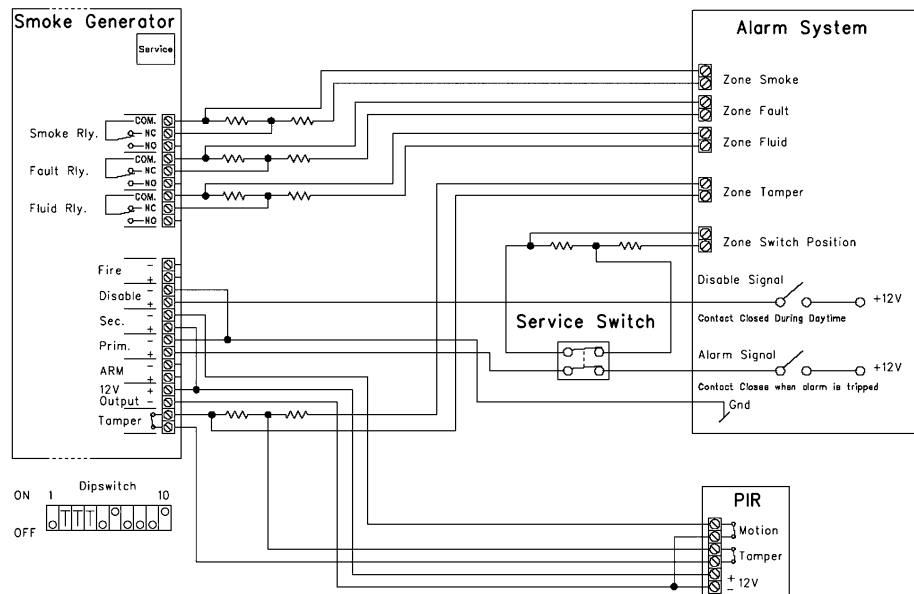 Smoke Generator
Service
COM.
Smoke Rly.
NC
NO
COM.
Fault Rly.
NC
NO
COM.
Fluid Rly.
NC
NO
Fire
-
+
Disable
-
+
Sec.
-
+
Prim.
-
+
ARM
-
+
12V
+
Output
-
Tamper
Dipswitch
ON 1 10
OFF
T T T
Alarm System
Zone Smoke
Zone Fault
Zone Fluid
Zone Tamper
Zone Switch Position
Disable Signal
+12V
Contact Closed During Daytime
Service Switch
Alarm Signal
+12V
Contact Closes when alarm is tripped
Gnd
PIR
Motion
Tamper
+
12V
-